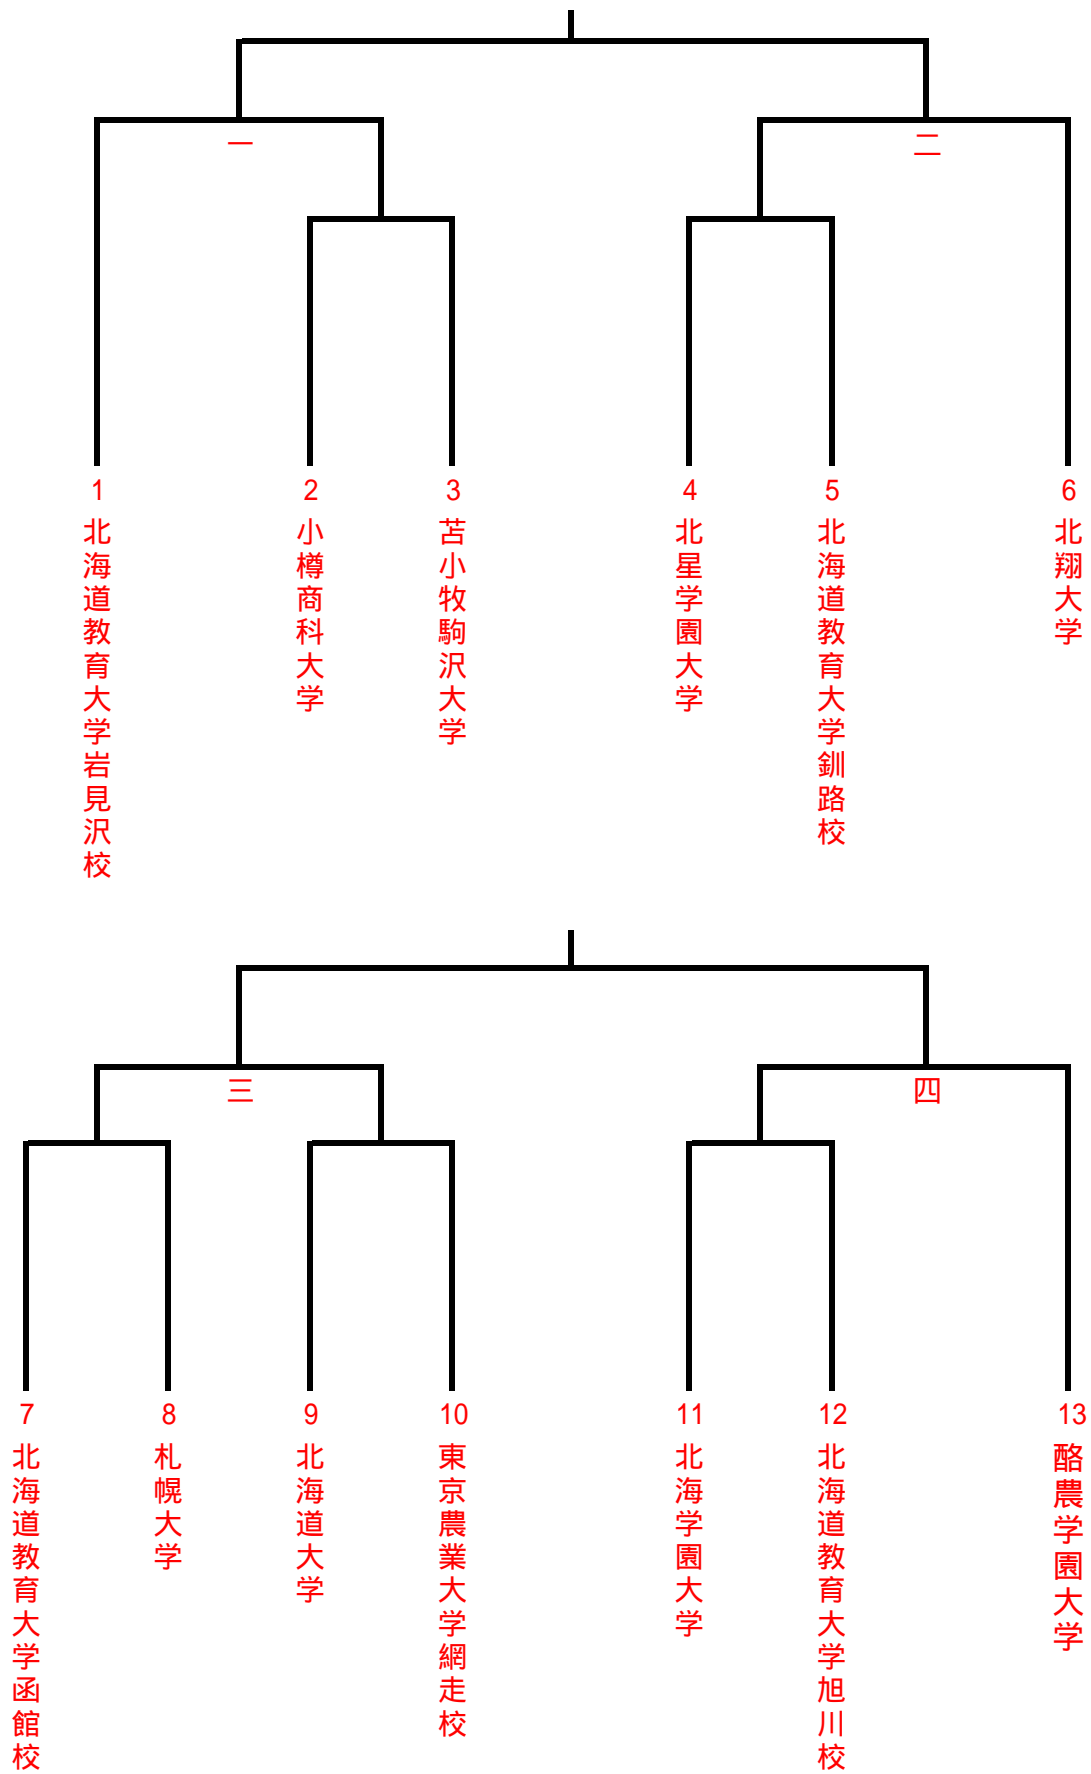 一
二
1
北海道教育大学岩見沢校
2
小樽商科大学
3
苫小牧駒沢大学
4
北星学園大学
5
北海道教育大学釧路校
6
北翔大学
三
四
7
北海道教育大学函館校
8
札幌大学
9
北海道大学
10
東京農業大学網走校
11
北海学園大学
12
北海道教育大学旭川校
13
酪農学園大学